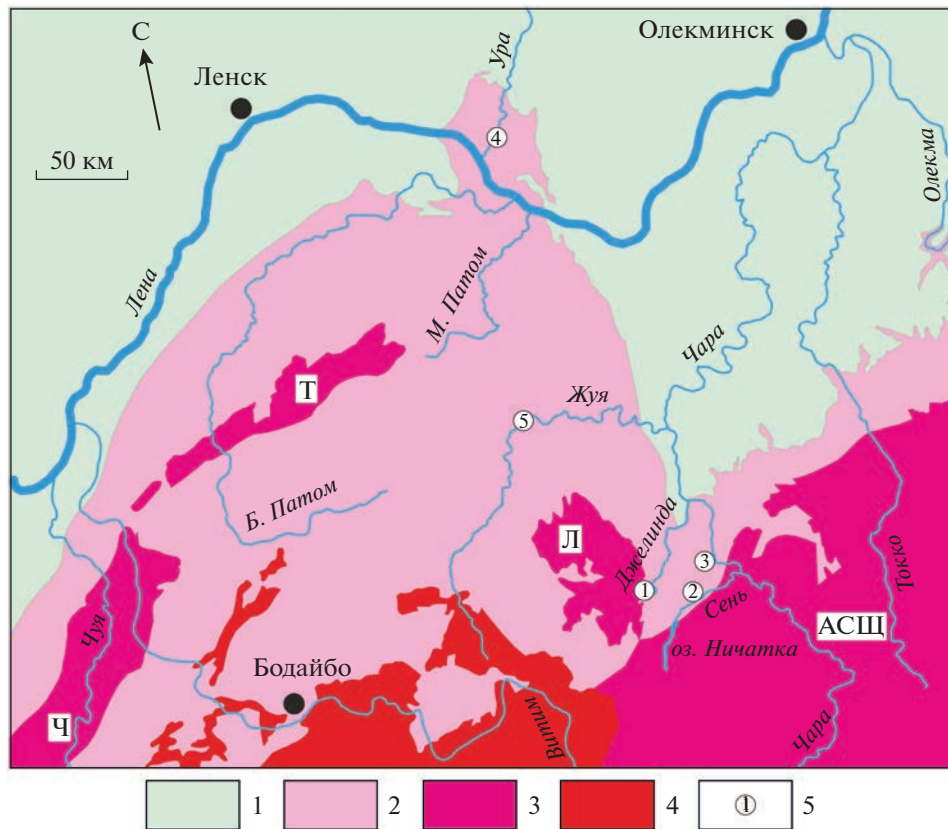 С
Олекминск
Ура
Ленск
4
50 км
Олекма
Лена
М. Патом
Чара
Т
Жуя
5
Б. Патом
Л
Джелинда
3
1
2
Сень
Токко
АСЩ
Чуя
оз. Ничатка
Бодайбо
Ч
Витим
Чара
1 2 3 4 1 5